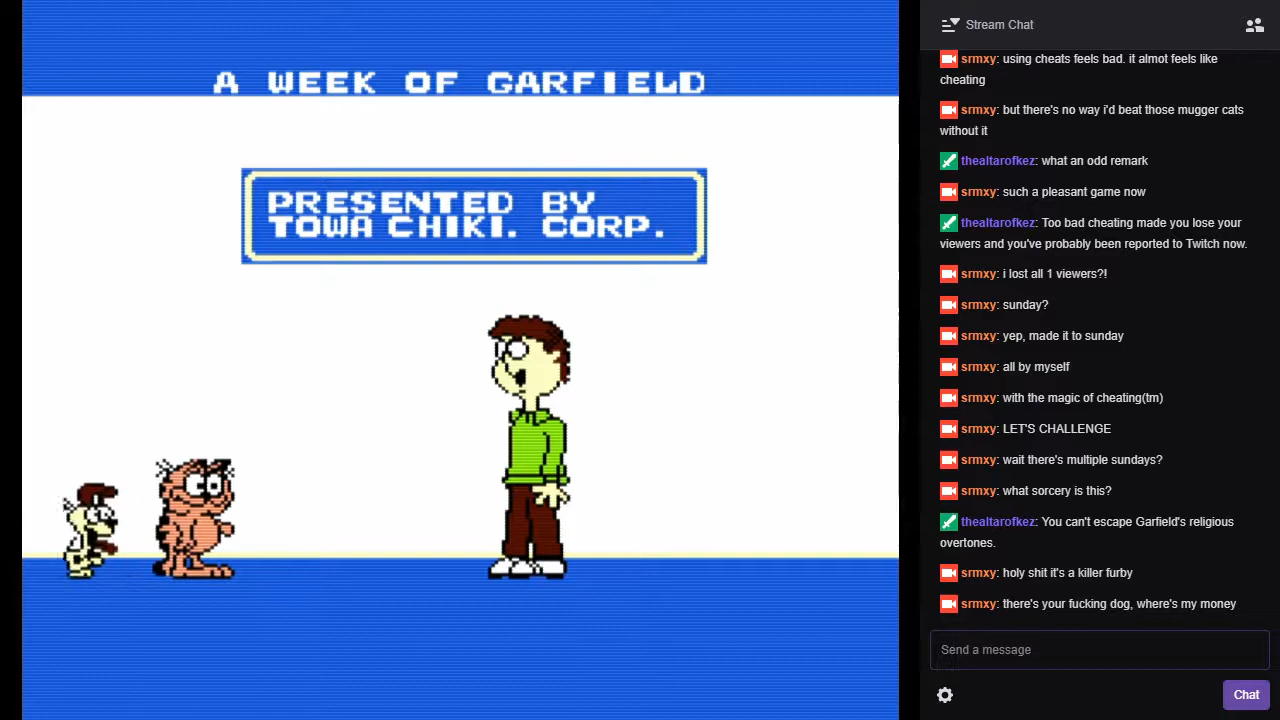 A WEEK OF GARFIELD
PRESENTED BY
TOWA CHIKI. CORP.
Stream Chat
srmxy: using cheats feels bad. it almot feels like
cheating
srmxy: but there's no way i'd beat those mugger cats
without it
thealtarofkez: what an odd remark
srmxy: such a pleasant game now
thealtarofkez: Too bad cheating made you lose your
viewers and you've probably been reported to Twitch now.
srmxy: i lost all 1 viewers?!
srmxy: sunday?
srmxy: yep, made it to sunday
srmxy: all by myself
srmxy: with the magic of cheating(tm)
srmxy: LET'S CHALLENGE
srmxy: wait there's multiple sundays?
srmxy: what sorcery is this?
thealtarofkez: You can't escape Garfield's religious
overtones.
srmxy: holy shit it's a killer furby
srmxy: there's your fucking dog, where's my money
Send a message
Chat